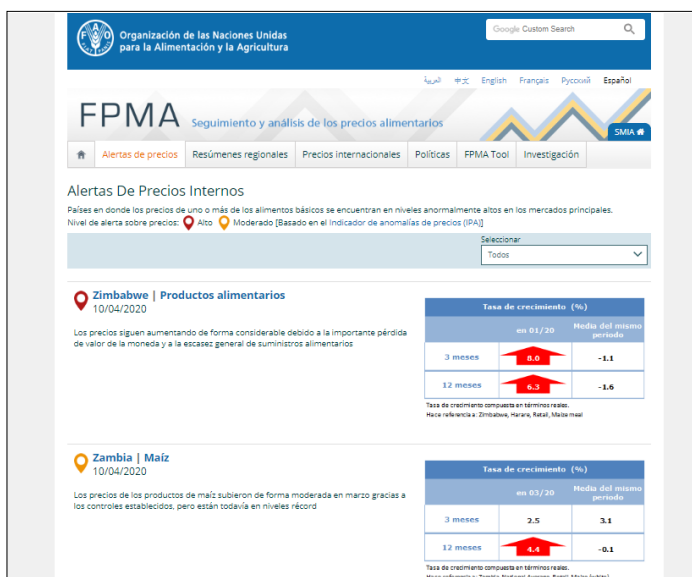 Organización de las Naciones Unidas
para la Alimentación y la Agricultura
Google Custom Search
العربية 中文 English Français Русский Español
FPMA Seguimiento y análisis de los precios alimentarios
SMIA
Alertas de precios Resúmenes regionales Precios internacionales Políticas FPMA Tool Investigación
Alertas De Precios Internos
Países en donde los precios de uno o más de los alimentos básicos se encuentran en niveles anormalmente altos en los mercados principales.
Nivel de alerta sobre precios: Alto Moderado [Basado en el Indicador de anomalías de precios (IPA)]
Seleccionar
Todos
Zimbabwe | Productos alimentarios
10/04/2020
Los precios siguen aumentando de forma considerable debido a la importante pérdida
de valor de la moneda y a la escasez general de suministros alimentarios
Tasa de crecimiento (%)
en 01/20 Media del mismo
periodo
3 meses 8.0 -1.1
12 meses 6.3 -1.6
Tasa de crecimiento compuesta en términos reales.
Hace referencia a: Zimbabwe, Harare, Retail, Maize meal
Zambia | Maíz
10/04/2020
Los precios de los productos de maíz subieron de forma moderada en marzo gracias a
los controles establecidos, pero están todavía en niveles récord
Tasa de crecimiento (%)
en 03/20 Media del mismo
periodo
3 meses 2.5 3.1
12 meses 4.4 -0.1
Tasa de crecimiento compuesta en términos reales.
Hace referencia a: Zambia, National Average, Retail, Maize (white)